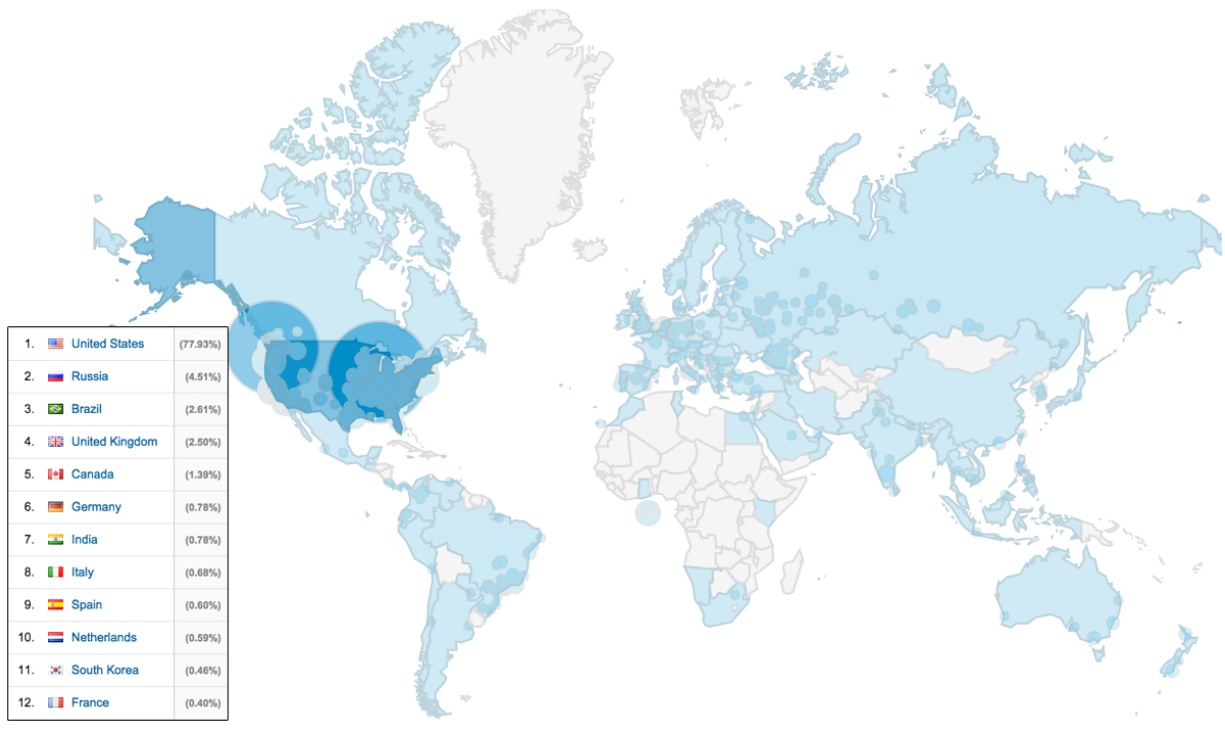 1. United States (77.93%)
2. Russia (4.51%)
3. Brazil (2.61%)
4. United Kingdom (2.50%)
5. Canada (1.39%)
6. Germany (0.78%)
7. India (0.78%)
8. Italy (0.68%)
9. Spain (0.60%)
10. Netherlands (0.59%)
11. South Korea (0.46%)
12. France (0.40%)